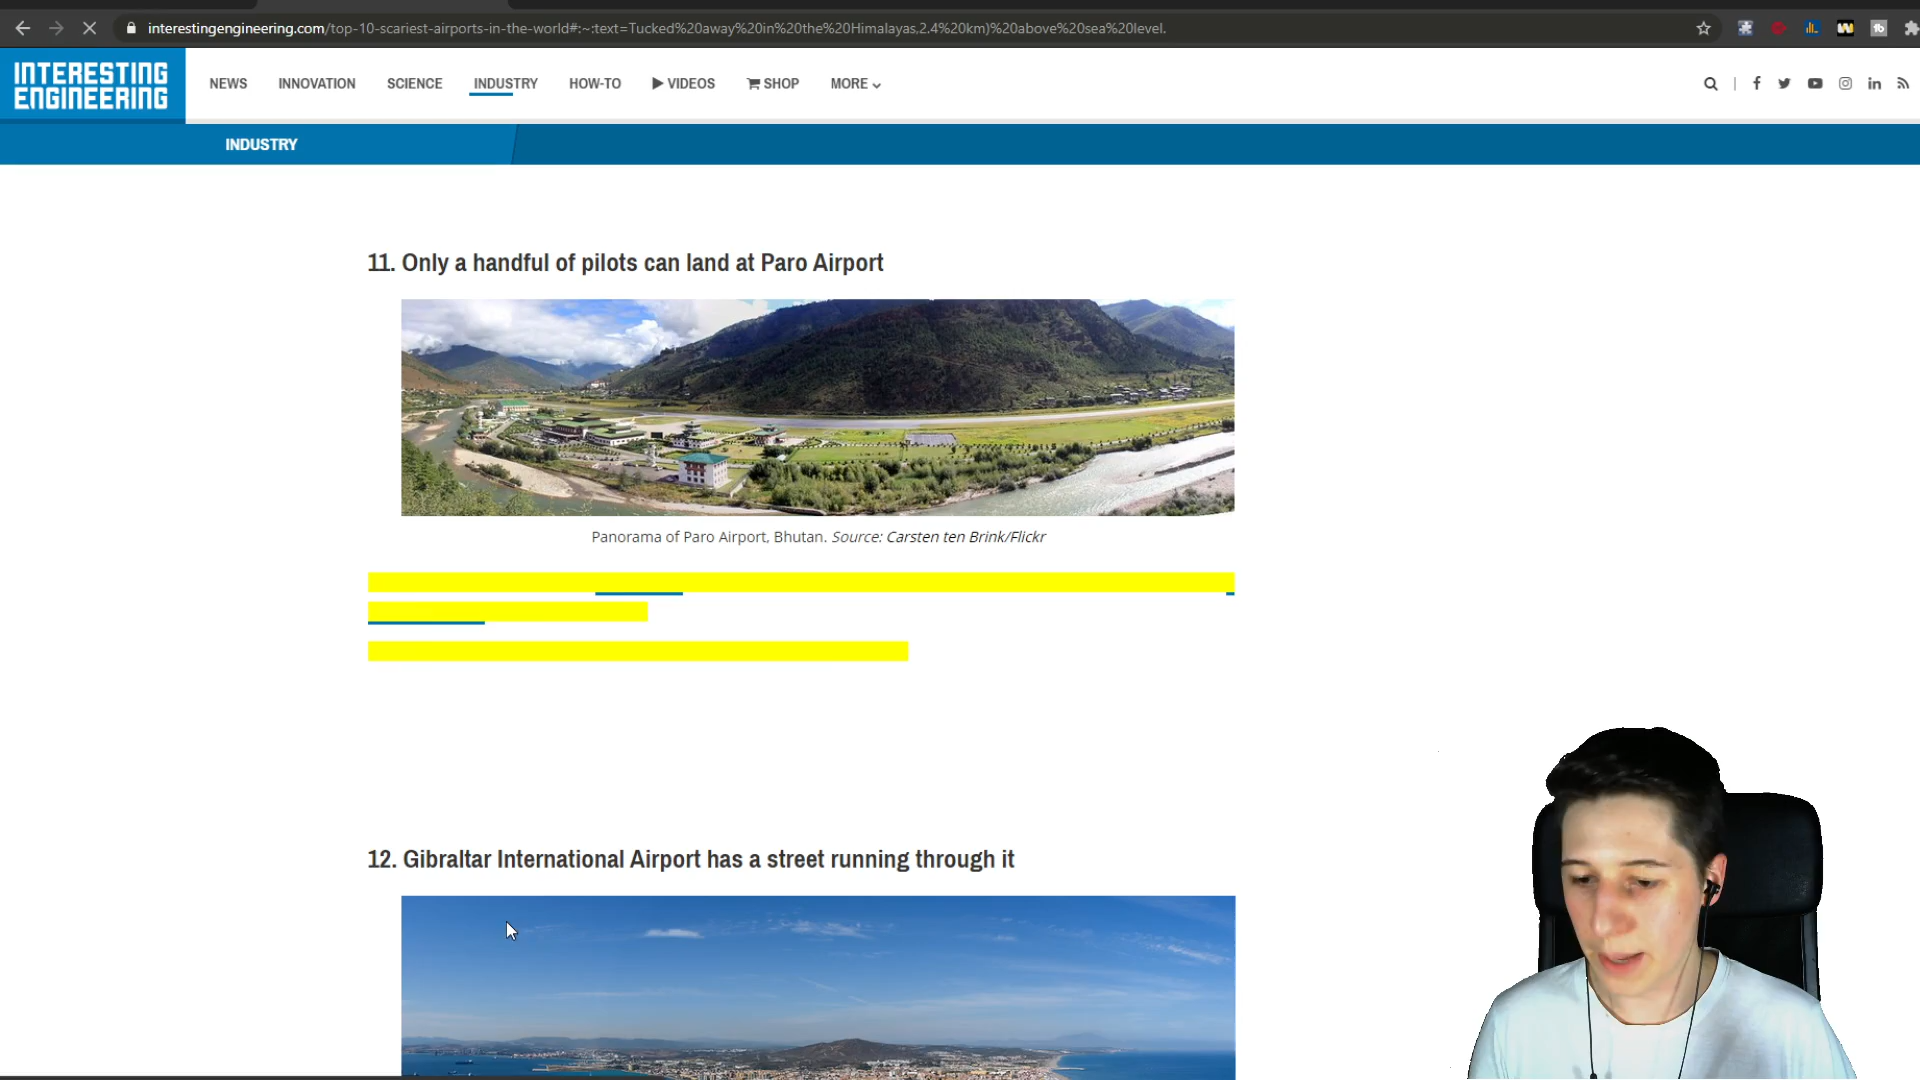 interestingengineering.com/top-10-scariest-airports-in-the-world#:~:text=Tucked%20away%20in%20the%20Himalayas,2.4%20km)%20above%20sea%20level.
INTERESTING
ENGINEERING
NEWS INNOVATION SCIENCE INDUSTRY HOW-TO VIDEOS SHOP MORE
INDUSTRY
11. Only a handful of pilots can land at Paro Airport
Panorama of Paro Airport, Bhutan. Source: Carsten ten Brink/Flickr
12. Gibraltar International Airport has a street running through it